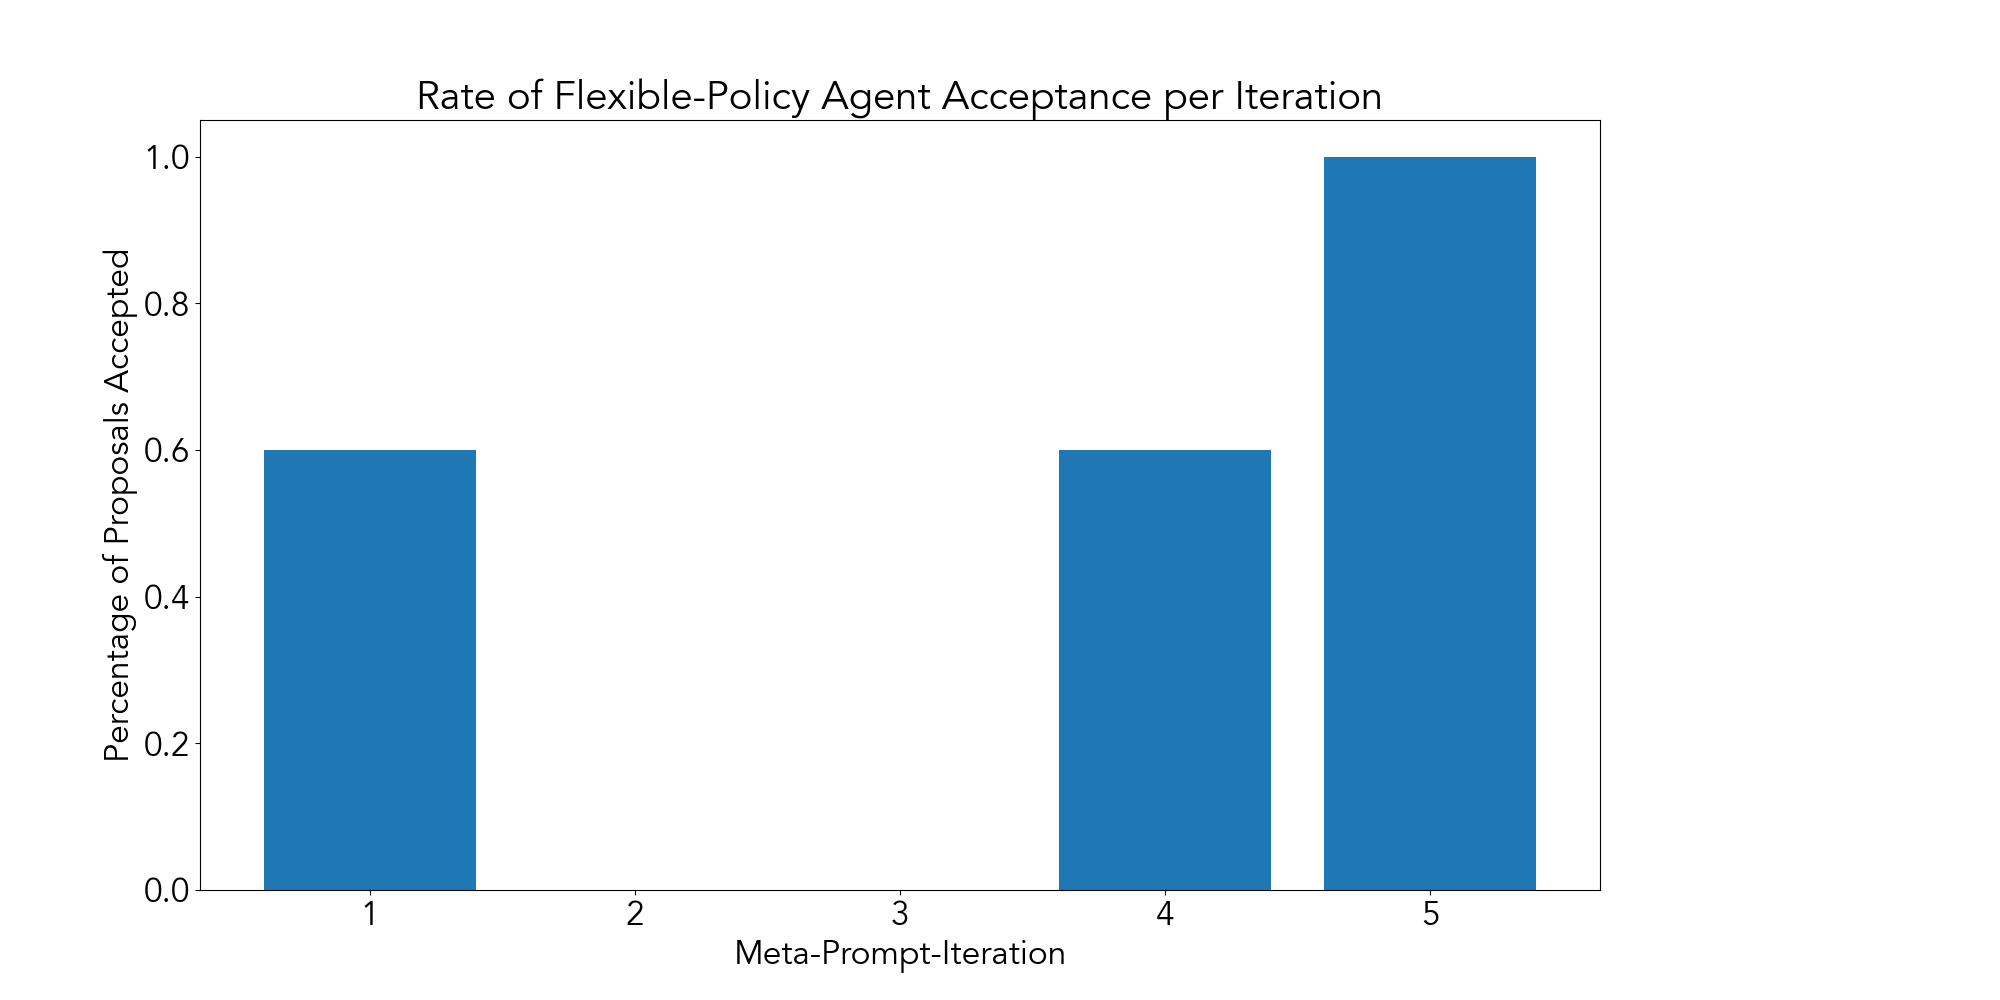 Rate of Flexible-Policy Agent Acceptance per Iteration
Percentage of Proposals Accepted
1.0
0.8
0.6
0.4
0.2
0.0
1 2 3 4 5
Meta-Prompt-Iteration